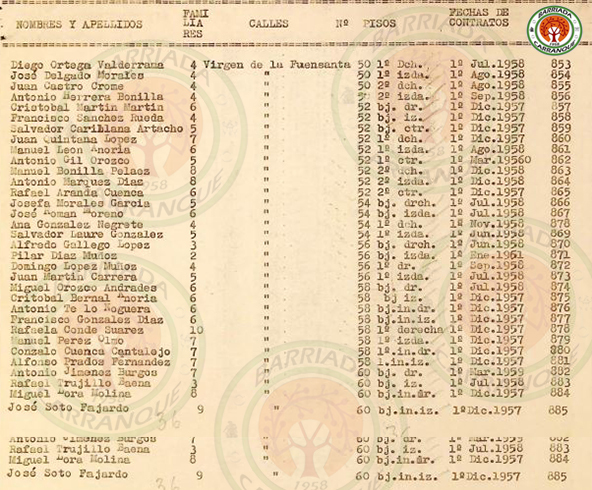 FAMI FECHAS DE
NOMBRES Y APELLIDOS LIA CALLES Nº PISOS CONTRATOS
RES
BARRIADA CARRANQUE 1958
Diego Ortega Valderrama 4 Virgen de la Fuensanta 50 1º Dch. 1º Jul.1958 853
José Delgado Morales 4 " 50 1º izda. 1º Ago.1958 854
Juan Castro Crome 4 " 50 2º dch. 1º Ago.1958 855
Antonio Herrera Bonilla 4 " 50 2º izda. 1º Sep.1958 856
Cristobal Martin Martin 6 " 52 bj. dr. 1º Dic.1957 857
Francisco Sanchez Rueda 4 " 52 bj. iz. 1º Dic.1957 858
Salvador Cariblana Artacho 5 " 52 bj. ctr. 1º Dic.1957 859
Juan Quintana Lopez 7 " 52 1º dch. 1º Dic.1957 860
Manuel Leon Anoria 6 " 52 1º izda. 1º Ago.1958 861
Antonio Gil Orozco 5 " 52 1º ctr. 1º Mar.19560 862
Manuel Bonilla Pelaez 8 " 52 2º dch. 1º Dic.1957 863
Antonio Marquez Diaz 8 " 52 2º izda 1º Dic.1958 864
Rafael Aranda Cuenca 6 " 52 2º ctr. 1º Dic.1957 865
Josefa Morales Garcia 5 " 54 bj. drch. 1º Jul.1958 866
José Roman Moreno 6 " 54 bj. izda. 1º Jul.1958 867
Ana Gonzalez Negrete 4 " 54 1º dch. 1º Nov.1958 868
Salvador Laure Gonzalez 5 " 54 1º izda. 1º Jun.1958 869
Alfredo Gallego Lopez 3 " 56 bj. drch. 1º Jun.1958 870
Pilar Diaz Muñoz 2 " 56 bj. izda. 1º Ene.1961 871
Domingo Lopez Muñoz 4 " 56 1º dr. 1º Sep.1958 872
Juan Martin Carrera 5 " 56 1º izda. 1º Jul.1958 873
Miguel Orozco Andrades 6 " 58 bj. dr. 1º Jul.1958 874
Critobal Bernal Anoria 6 " 58 bj iz. 1º Dic.1957 875
Antonio Te lo Noguera 6 " 58 bj.in.dr. 1º Dic.1957 876
Francisco Gonzalez Diaz 6 " 58 bj.in.iz. 1º Dic.1957 877
Rafaela Conde Suarez 10 " 58 1º derecha 1º Dic.1957 878
Manuel Perez Olmo 7 " 58 1º izda. 1º Dic.1957 879
Gonzalo Cuenca Cantalejo 7 " 58 1º in.dr. 1º Dic.1957 880
Alfonso Prados Fernandez 7 " 58 1.in.iz. 1º Dic.1957 881
Antonio Jimenez Burgos 7 " 60 bj. dr. 1º Mar.1959 882
Rafael Trujillo Baena 3 " 60 bj. iz. 1º Jul.1958 883
Miguel Mora Molina 8 " 60 bj.in.dr. 1º Dic.1957 884
José Soto Fajardo 9 " 60 bj.in.iz. 1º Dic.1957 885
36 36
Antonio Jimenez Burgos 7 60 bj. dr. 1º Mar.1959 882
Rafael Trujillo Baena 3 " 60 bj. iz. 1º Jul.1958 883
Miguel Mora Molina 8 " 60 bj.in.dr. 1º Dic.1957 884
José Soto Fajardo 9 " 60 bj.in.iz. 1ºDic.1957 885
36